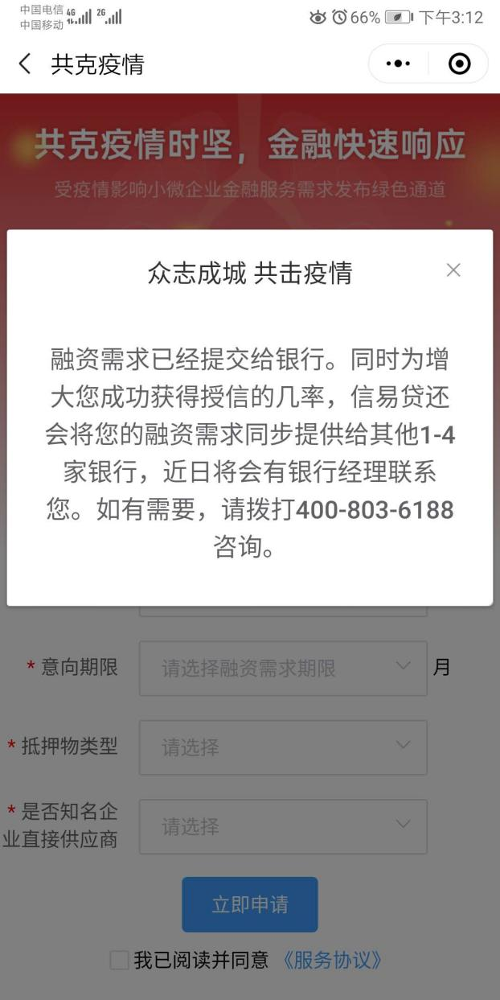 中国电信 4G 2G 66% 下午3:12
中国移动
共克疫情
共克疫情时坚，金融快速响应
受疫情影响小微企业金融服务需求发布绿色通道
众志成城 共击疫情
融资需求已经提交给银行。同时为增
大您成功获得授信的几率，信易贷还
会将您的融资需求同步提供给其他1-4
家银行，近日将会有银行经理联系
您。如有需要，请拨打400-803-6188
咨询。
* 意向期限 请选择融资需求期限 月
* 抵押物类型 请选择
* 是否知名企
业直接供应商 请选择
立即申请
我已阅读并同意 《服务协议》